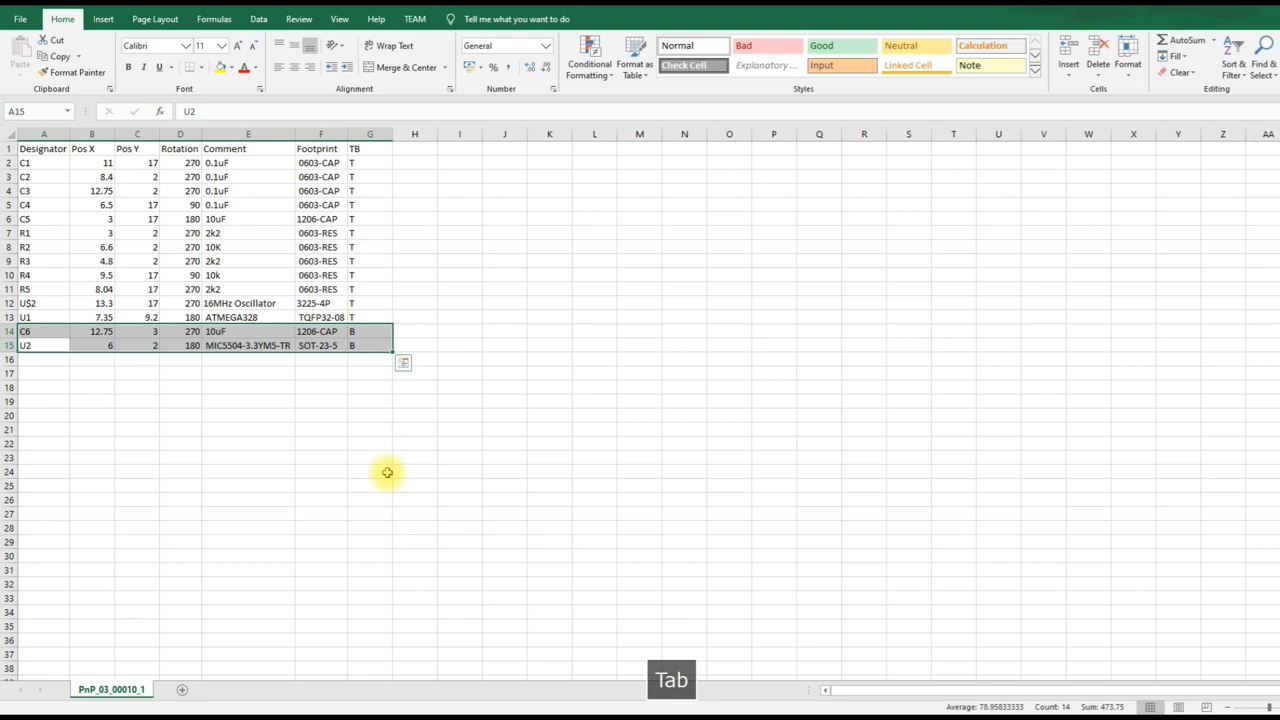 File Home Insert Page Layout Formulas Data Review View Help TEAM Tell me what you want to do
Paste Cut Copy Format Painter Clipboard
Calibri 11 B I U Font
Wrap Text Merge & Center Alignment
General % Number
Conditional Formatting Format as Table
Normal Bad Good Neutral Calculation
Check Cell Explanatory ... Input Linked Cell Note
Styles
Insert Delete Format Cells
AutoSum Fill Clear Sort & Filter Find & Select Editing
A15 fx U2
A B C D E F G H I J K L M N O P Q R S T U V W X Y Z AA
1 Designator Pos X Pos Y Rotation Comment Footprint TB
2 C1 11 17 270 0.1uF 0603-CAP T
3 C2 8.4 2 270 0.1uF 0603-CAP T
4 C3 12.75 2 270 0.1uF 0603-CAP T
5 C4 6.5 17 90 0.1uF 0603-CAP T
6 C5 3 17 180 10uF 1206-CAP T
7 R1 3 2 270 2k2 0603-RES T
8 R2 6.6 2 270 10K 0603-RES T
9 R3 4.8 2 270 2k2 0603-RES T
10 R4 9.5 17 90 10k 0603-RES T
11 R5 8.04 17 270 2k2 0603-RES T
12 U$2 13.3 17 270 16MHz Oscillator 3225-4P T
13 U1 7.35 9.2 180 ATMEGA328 TQFP32-08 T
14 C6 12.75 3 270 10uF 1206-CAP B
15 U2 6 2 180 MIC5504-3.3YM5-TR SOT-23-5 B
16
17
18
19
20
21
22
23
24
25
26
27
28
29
30
31
32
33
34
35
36
37
38
Tab
PnP_03_00010_1
Average: 78.95833333 Count: 14 Sum: 473.75